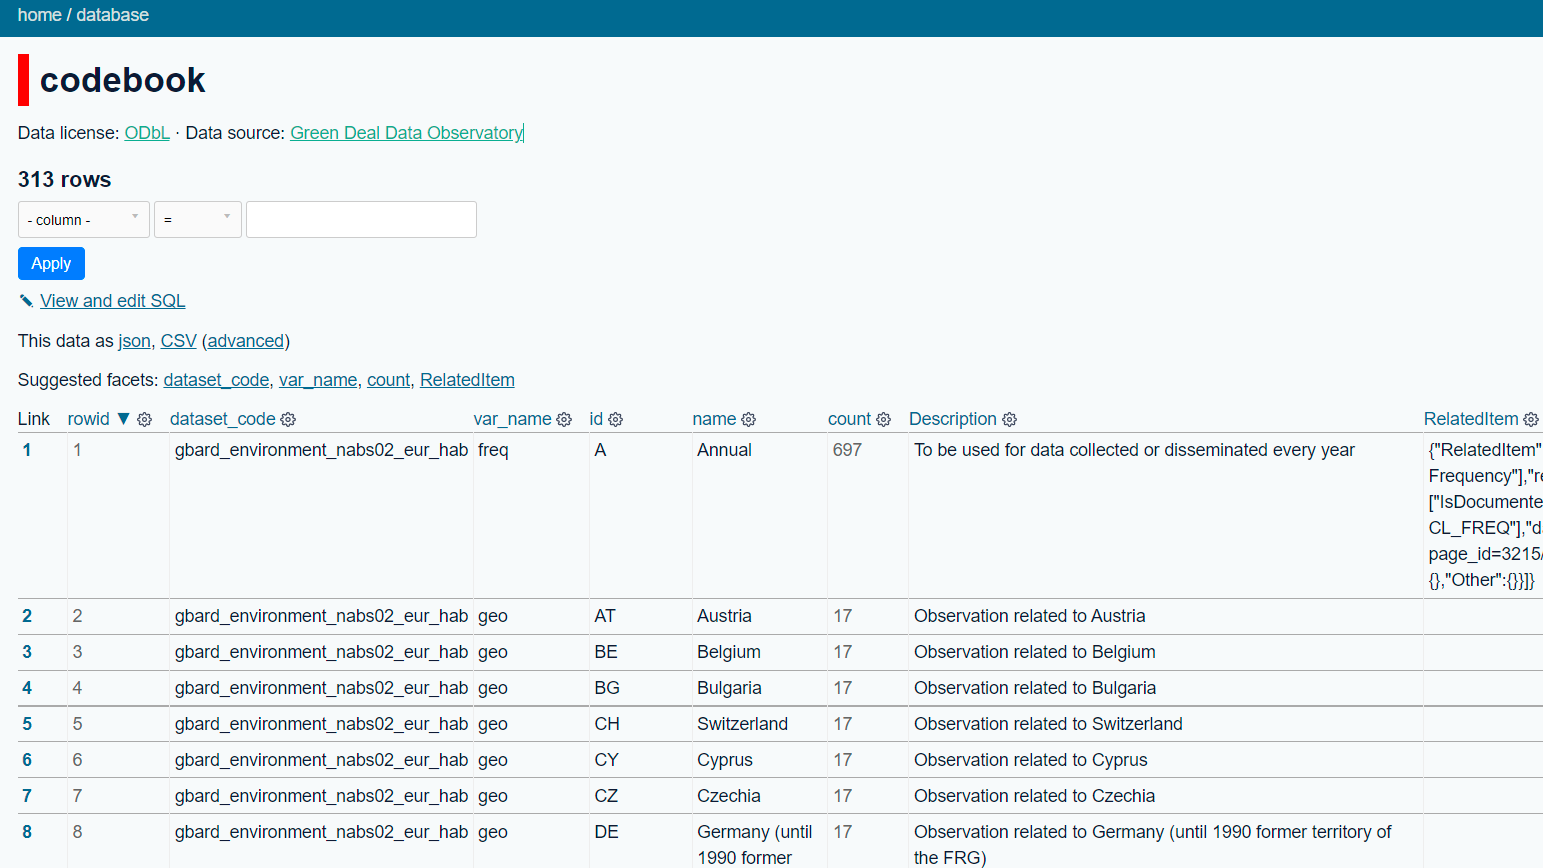 home / database
codebook
Data license: ODbL · Data source: Green Deal Data Observatory
313 rows
- column - =
Apply
View and edit SQL
This data as json, CSV (advanced)
Suggested facets: dataset_code, var_name, count, RelatedItem
Link rowid ▼ dataset_code var_name id name count Description RelatedItem
1 1 gbard_environment_nabs02_eur_hab freq A Annual 697 To be used for data collected or disseminated every year {"RelatedItem"
Frequency"],"re
["IsDocumente
CL_FREQ"],"d
page_id=3215/
{},"Other":{}}]}
2 2 gbard_environment_nabs02_eur_hab geo AT Austria 17 Observation related to Austria
3 3 gbard_environment_nabs02_eur_hab geo BE Belgium 17 Observation related to Belgium
4 4 gbard_environment_nabs02_eur_hab geo BG Bulgaria 17 Observation related to Bulgaria
5 5 gbard_environment_nabs02_eur_hab geo CH Switzerland 17 Observation related to Switzerland
6 6 gbard_environment_nabs02_eur_hab geo CY Cyprus 17 Observation related to Cyprus
7 7 gbard_environment_nabs02_eur_hab geo CZ Czechia 17 Observation related to Czechia
8 8 gbard_environment_nabs02_eur_hab geo DE Germany (until 17 Observation related to Germany (until 1990 former territory of
1990 former the FRG)